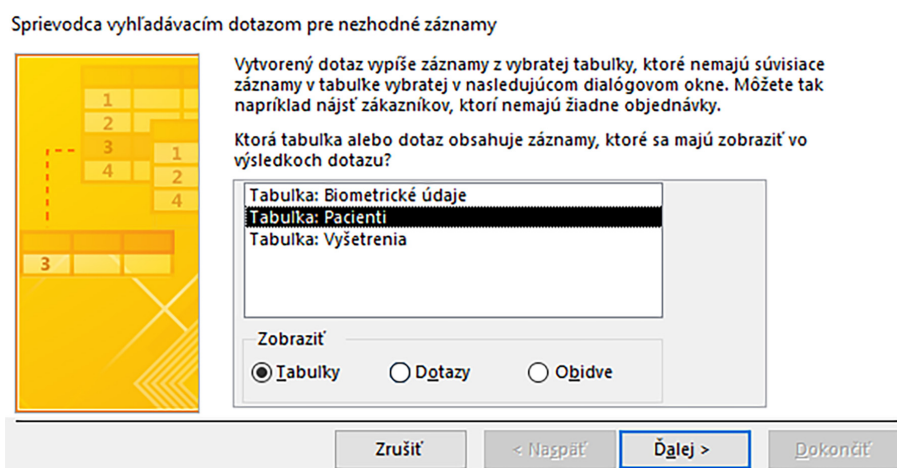 Sprievodca vyhľadávacím dotazom pre nezhodné záznamy
Vytvorený dotaz vypíše záznamy z vybratej tabuľky, ktoré nemajú súvisiace
záznamy v tabuľke vybratej v nasledujúcom dialógovom okne. Môžete tak
napríklad nájsť zákazníkov, ktorí nemajú žiadne objednávky.
Ktorá tabuľka alebo dotaz obsahuje záznamy, ktoré sa majú zobraziť vo
výsledkoch dotazu?
1
2
3
4
1
2
4
3
Tabuľka: Biometrické údaje
Tabuľka: Pacienti
Tabuľka: Vyšetrenia
Zobraziť
Tabuľky
Dotazy
Obidve
Zrušiť
< Naspäť
Ďalej >
Dokončiť